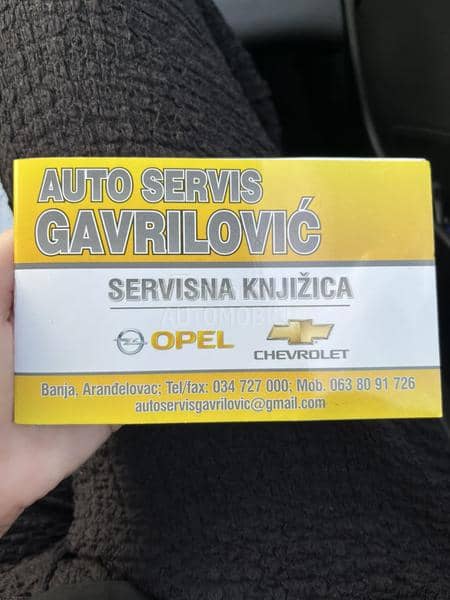 AUTO SERVIS
GAVRILOVIĆ
SERVISNA KNJIŽICA
AUTOMOBILI
OPEL
CHEVROLET
Banja, Aranđelovac; Tel/fax: 034 727 000; Mob. 063 80 91 726
autoservisgavrilovic@gmail.com